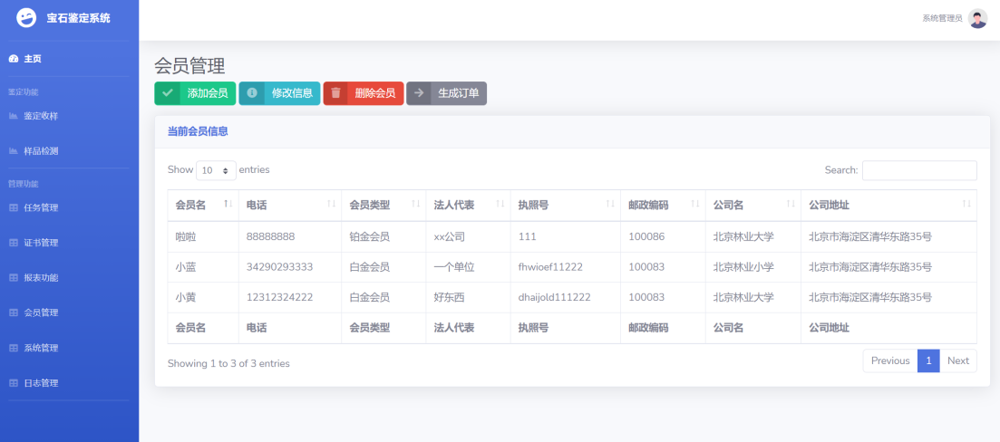 宝石鉴定系统
系统管理员
主页
鉴定功能
鉴定收样
样品检测
管理功能
任务管理
证书管理
报表功能
会员管理
系统管理
日志管理
会员管理
添加会员 修改信息 删除会员 生成订单
当前会员信息
Show 10 entries Search:
会员名 电话 会员类型 法人代表 执照号 邮政编码 公司名 公司地址
啦啦 88888888 铂金会员 xx公司 111 100086 北京林业大学 北京市海淀区清华东路35号
小蓝 34290293333 白金会员 一个单位 fhwioef11222 100083 北京林业小学 北京市海淀区清华东路35号
小黄 12312324222 白金会员 好东西 dhaijold111222 100083 北京林业大学 北京市海淀区清华东路35号
会员名 电话 会员类型 法人代表 执照号 邮政编码 公司名 公司地址
Showing 1 to 3 of 3 entries Previous 1 Next